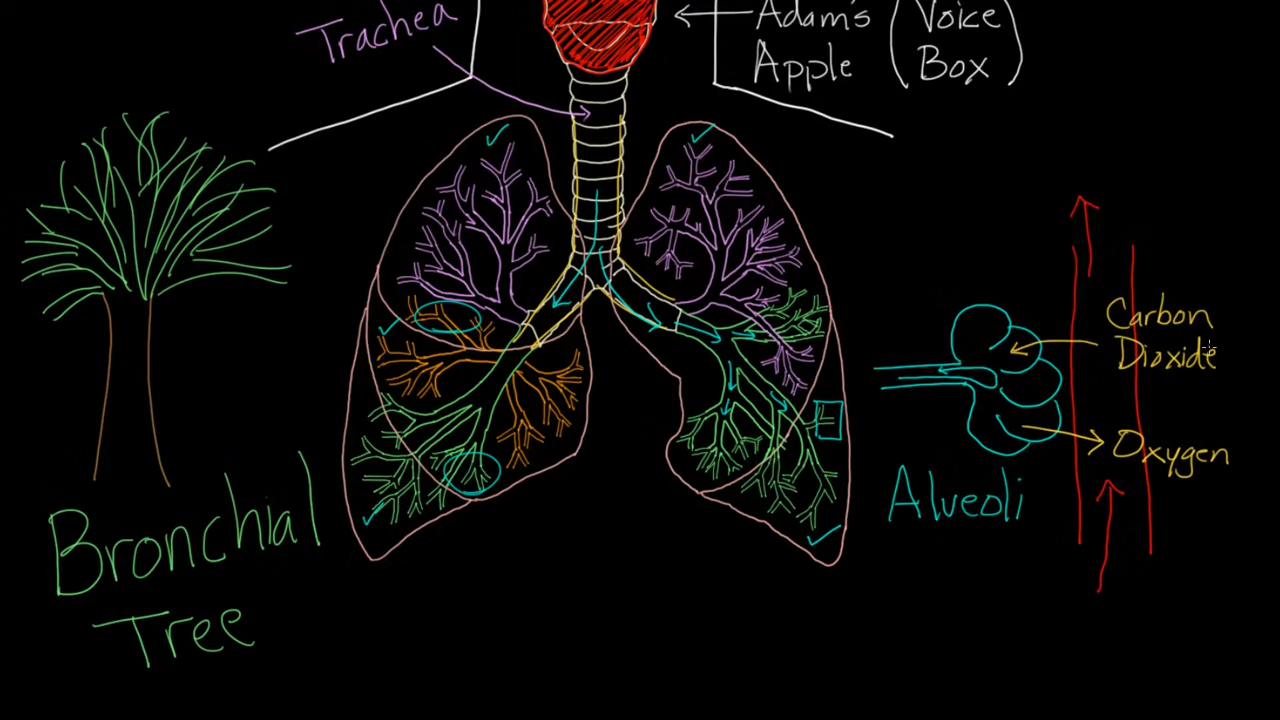 Trachea
Adam's
Apple
(Voice
Box)
Carbon
Dioxide
Oxygen
Alveoli
Bronchial
Tree